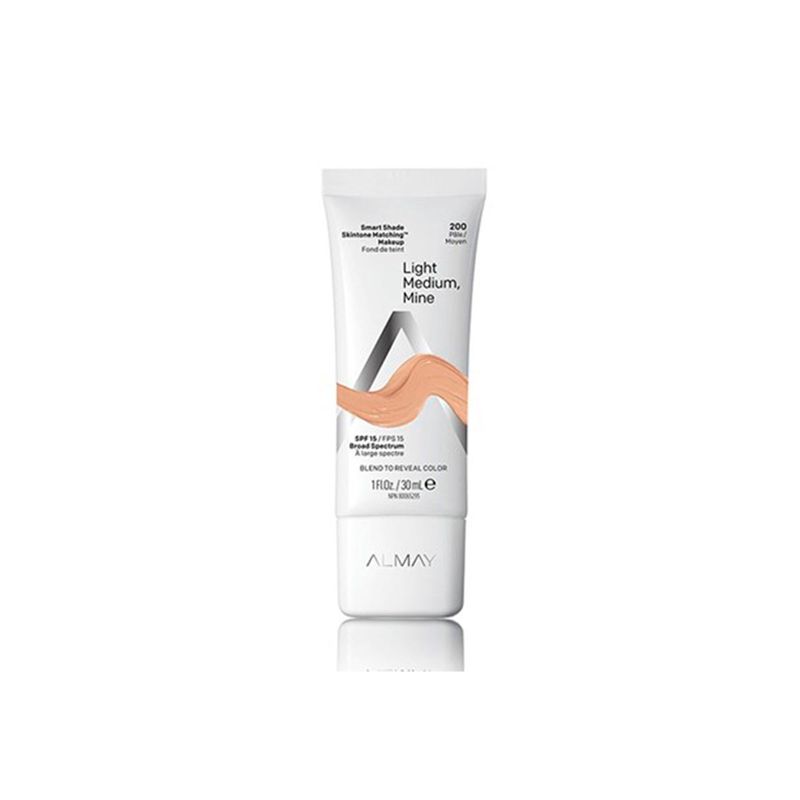 Smart Shade
Skintone Matching™
Makeup
Fond de teint
200
Pâle/
Moyen
Light
Medium,
Mine
SPF 15 / FPS 15
Broad Spectrum
À large spectre
BLEND TO REVEAL COLOR
1 Fl.Oz. / 30 mL ℮
ALMAY